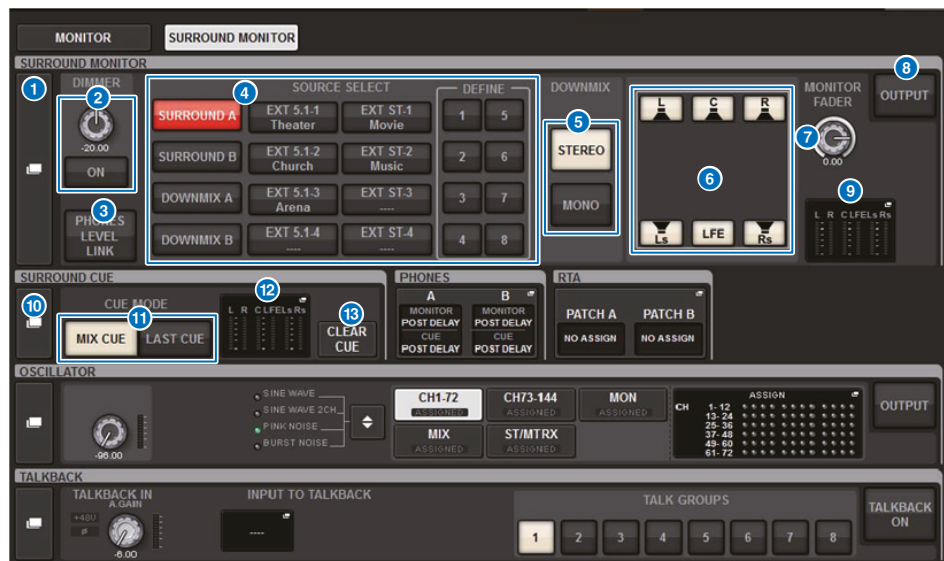 MONITOR
SURROUND MONITOR
SURROUND MONITOR
1
DIMMER
2
-20.00
ON
3
PHONES
LEVEL
LINK
4
SOURCE SELECT
DEFINE
SURROUND A
EXT 5.1-1
Theater
EXT ST-1
Movie
1
5
SURROUND B
EXT 5.1-2
Church
EXT ST-2
Music
2
6
DOWNMIX A
EXT 5.1-3
Arena
EXT ST-3
----
3
7
DOWNMIX B
EXT 5.1-4
----
EXT ST-4
----
4
8
DOWNMIX
5
STEREO
MONO
L
C
R
6
Ls
LFE
Rs
MONITOR
FADER
7
0.00
8
OUTPUT
9
L R C LFE Ls Rs
SURROUND CUE
10
CUE MODE
11
MIX CUE
LAST CUE
12
L R C LFE Ls Rs
13
CLEAR
CUE
PHONES
A
MONITOR
POST DELAY
CUE
POST DELAY
B
MONITOR
POST DELAY
CUE
POST DELAY
RTA
PATCH A
NO ASSIGN
PATCH B
NO ASSIGN
OSCILLATOR
-96.00
SINE WAVE
SINE WAVE 2CH
PINK NOISE
BURST NOISE
CH1-72
ASSIGNED
CH73-144
ASSIGNED
MON
ASSIGNED
MIX
ASSIGNED
ST/MTRX
ASSIGNED
ASSIGN
CH 1- 12
13- 24
25- 36
37- 48
49- 60
61- 72
OUTPUT
TALKBACK
TALKBACK IN
A.GAIN
+48V
ø
-6.00
INPUT TO TALKBACK
----
TALK GROUPS
1
2
3
4
5
6
7
8
TALKBACK
ON